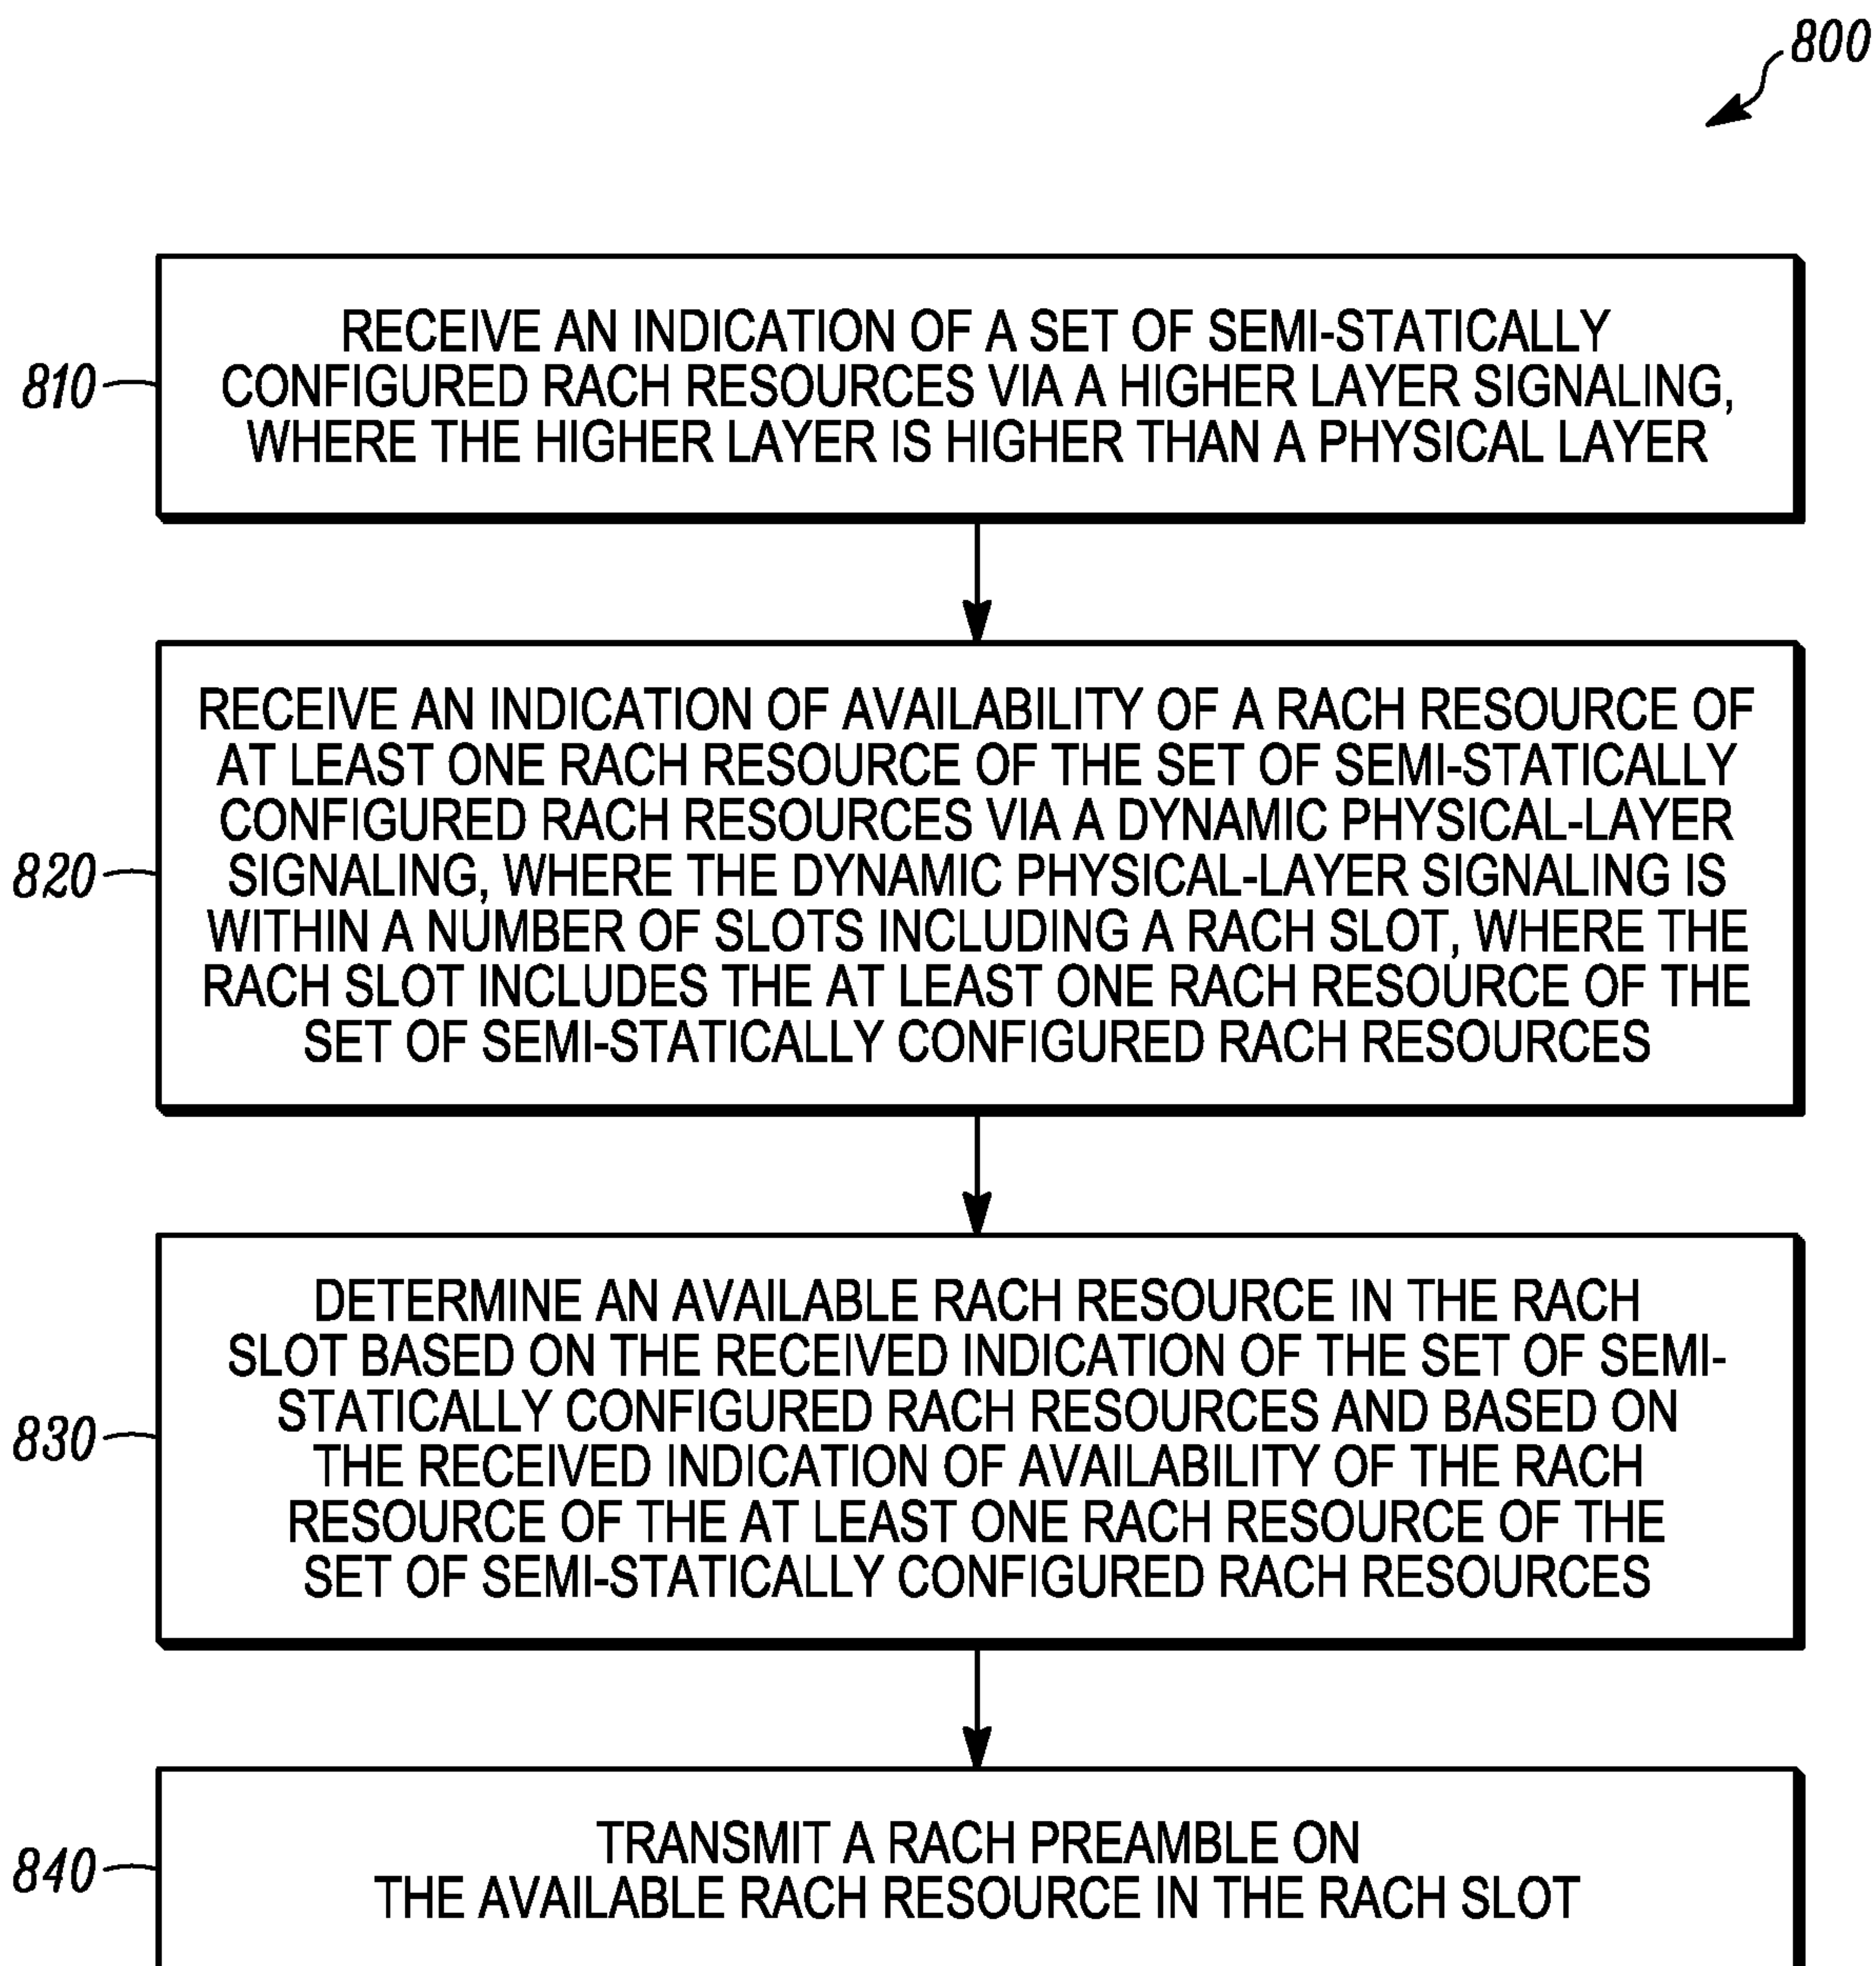 800
810
RECEIVE AN INDICATION OF A SET OF SEMI-STATICALLY
CONFIGURED RACH RESOURCES VIA A HIGHER LAYER SIGNALING,
WHERE THE HIGHER LAYER IS HIGHER THAN A PHYSICAL LAYER
820
RECEIVE AN INDICATION OF AVAILABILITY OF A RACH RESOURCE OF
AT LEAST ONE RACH RESOURCE OF THE SET OF SEMI-STATICALLY
CONFIGURED RACH RESOURCES VIA A DYNAMIC PHYSICAL-LAYER
SIGNALING, WHERE THE DYNAMIC PHYSICAL-LAYER SIGNALING IS
WITHIN A NUMBER OF SLOTS INCLUDING A RACH SLOT, WHERE THE
RACH SLOT INCLUDES THE AT LEAST ONE RACH RESOURCE OF THE
SET OF SEMI-STATICALLY CONFIGURED RACH RESOURCES
830
DETERMINE AN AVAILABLE RACH RESOURCE IN THE RACH
SLOT BASED ON THE RECEIVED INDICATION OF THE SET OF SEMI-
STATICALLY CONFIGURED RACH RESOURCES AND BASED ON
THE RECEIVED INDICATION OF AVAILABILITY OF THE RACH
RESOURCE OF THE AT LEAST ONE RACH RESOURCE OF THE
SET OF SEMI-STATICALLY CONFIGURED RACH RESOURCES
840
TRANSMIT A RACH PREAMBLE ON
THE AVAILABLE RACH RESOURCE IN THE RACH SLOT